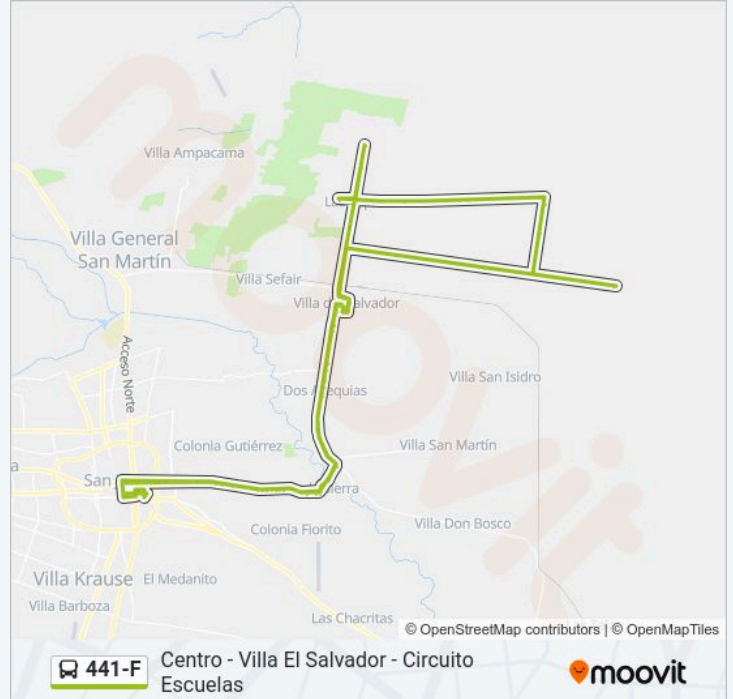 Villa Ampacama
Villa General
San Martín
Villa Sefair
Villa Salvador
Acceso Norte
Dos Acequias
Villa San Isidro
Colonia Gutiérrez
Villa San Martín
San
Colonia Fiorito
Villa Don Bosco
Villa Krause
El Medanito
Villa Barboza
Las Chacritas
moovit
© OpenStreetMap contributors | © OpenMapTiles
441-F
Centro - Villa El Salvador - Circuito
Escuelas
moovit